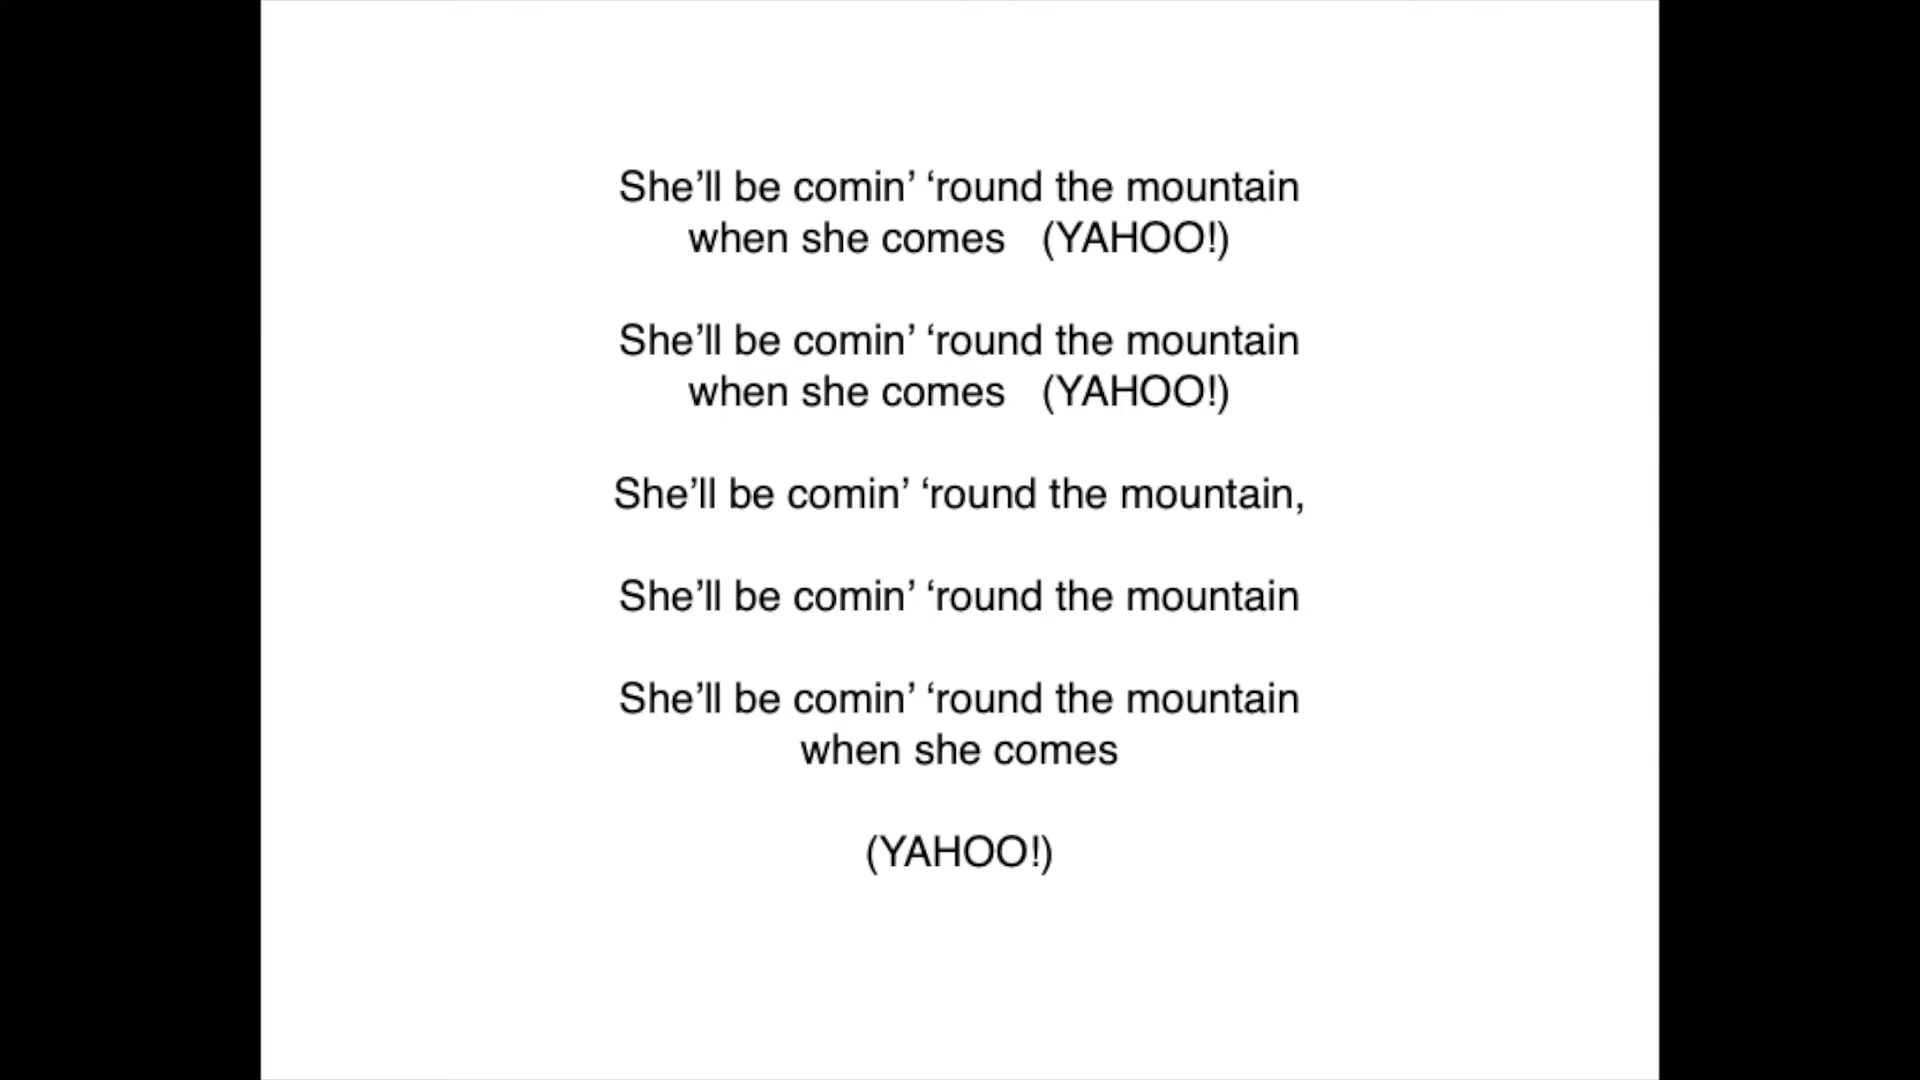 She’ll be comin’ ‘round the mountain
when she comes   (YAHOO!)
She’ll be comin’ ‘round the mountain
when she comes   (YAHOO!)
She’ll be comin’ ‘round the mountain,
She’ll be comin’ ‘round the mountain
She’ll be comin’ ‘round the mountain
when she comes
(YAHOO!)